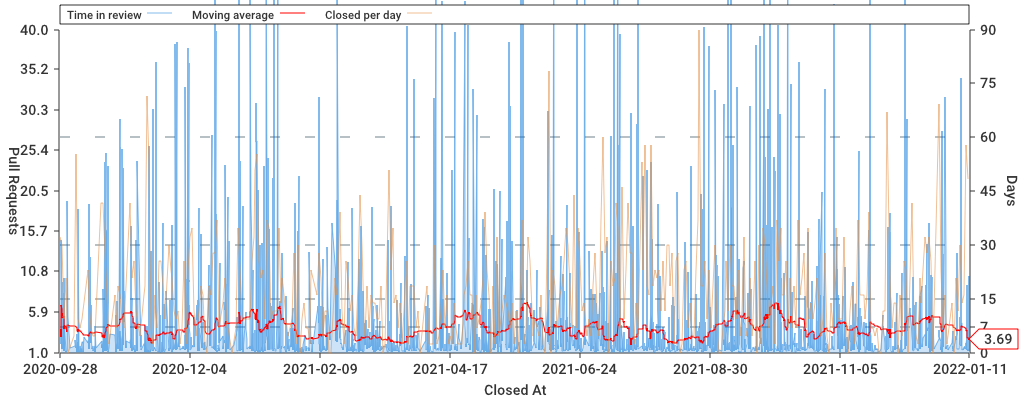 Time in review Moving average Closed per day
40.0 90
35.2 75
30.3 60
25.4
20.5 45
15.7 30
10.8
5.9 15
7
3.69
1.0 0
Pull Requests
Days
2020-09-28 2020-12-04 2021-02-09 2021-04-17 2021-06-24 2021-08-30 2021-11-05 2022-01-11
Closed At